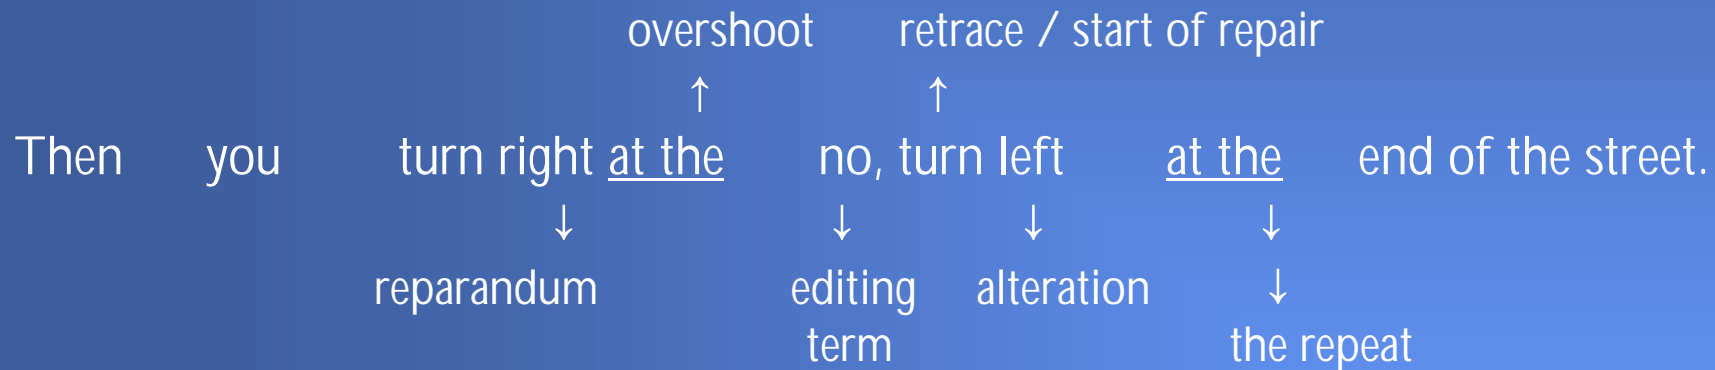 overshoot retrace / start of repair
↑ ↑
Then you turn right at the no, turn left at the end of the street.
↓ ↓ ↓ ↓
reparandum editing alteration ↓
term the repeat